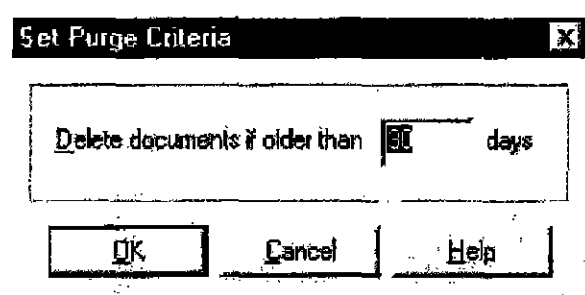 Set Purge Criteria
Delete documents if older than days
OK Cancel Help